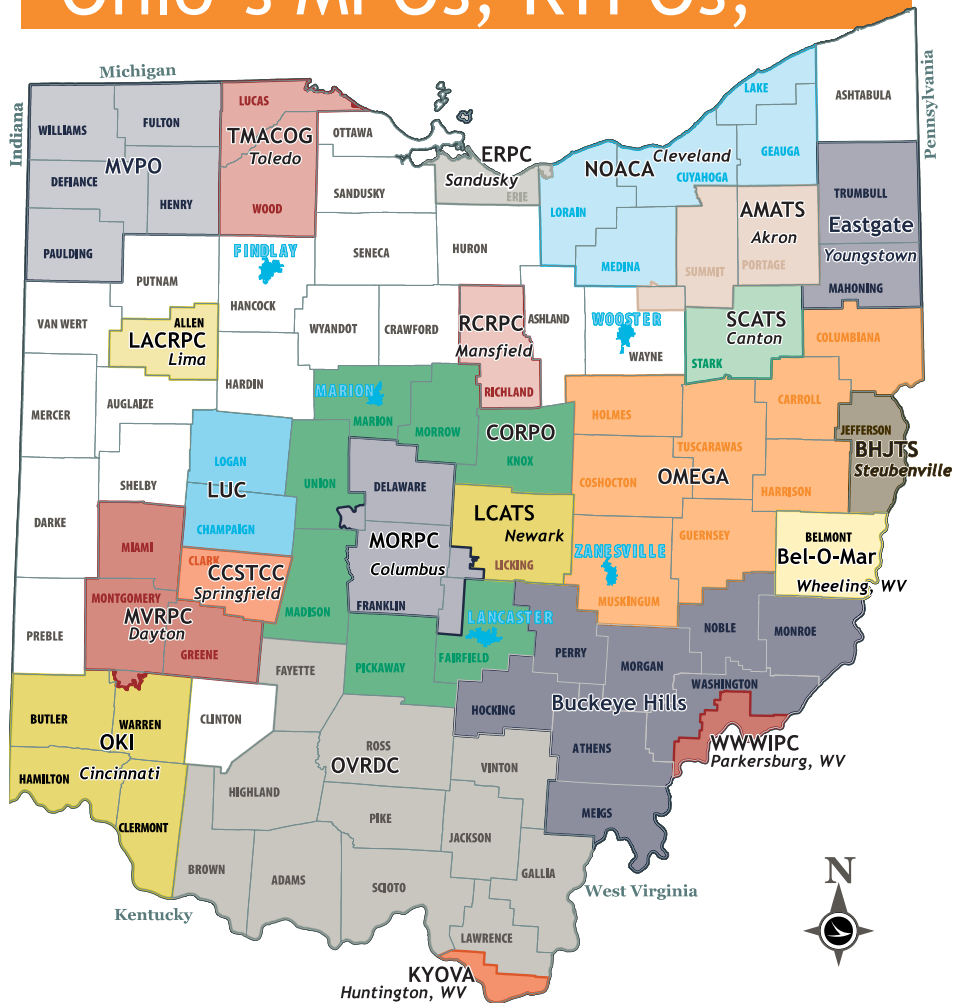 Ohio's MPOs, RTPOs,
Michigan
Indiana
Pennsylvania
LAKE
ASHTABULA
LUCAS
WILLIAMS
FULTON
TMACOG
Toledo
OTTAWA
MVPO
ERPC
Sandusky
NOACA
Cleveland
CUYAHOGA
GEAUGA
DEFIANCE
HENRY
WOOD
SANDUSKY
ERIE
LORAIN
AMATS
Akron
TRUMBULL
Eastgate
Youngstown
PAULDING
FINDLAY
SENECA
HURON
MEDINA
SUMMIT
PORTAGE
MAHONING
PUTNAM
HANCOCK
VAN WERT
ALLEN
LACRPC
Lima
WYANDOT
CRAWFORD
RCRPC
Mansfield
RICHLAND
ASHLAND
WOOSTER
WAYNE
SCATS
Canton
STARK
COLUMBIANA
HARDIN
MERCER
AUGLAIZE
MARION
MARION
MORROW
CORPO
KNOX
HOLMES
CARROLL
JEFFERSON
BHJTS
Steubenville
TUSCARAWAS
LOGAN
LUC
CHAMPAIGN
SHELBY
UNION
DELAWARE
COSHOCTON
OMEGA
HARRISON
DARKE
LCATS
Newark
LICKING
GUERNSEY
BELMONT
Bel-O-Mar
Wheeling, WV
MIAMI
CLARK
CCSTCC
Springfield
MORPC
Columbus
FRANKLIN
ZANESVILLE
MUSKINGUM
MONTGOMERY
MVRPC
Dayton
GREENE
MADISON
LANCASTER
FAIRFIELD
PREBLE
FAYETTE
PICKAWAY
PERRY
MORGAN
NOBLE
MONROE
WASHINGTON
Buckeye Hills
HOCKING
ATHENS
MEIGS
WWWIPC
Parkersburg, WV
BUTLER
WARREN
CLINTON
OKI
Cincinnati
HAMILTON
CLERMONT
ROSS
OVRDC
VINTON
HIGHLAND
PIKE
JACKSON
BROWN
ADAMS
SCIOTO
GALLIA
West Virginia
Kentucky
LAWRENCE
KYOVA
Huntington, WV
N